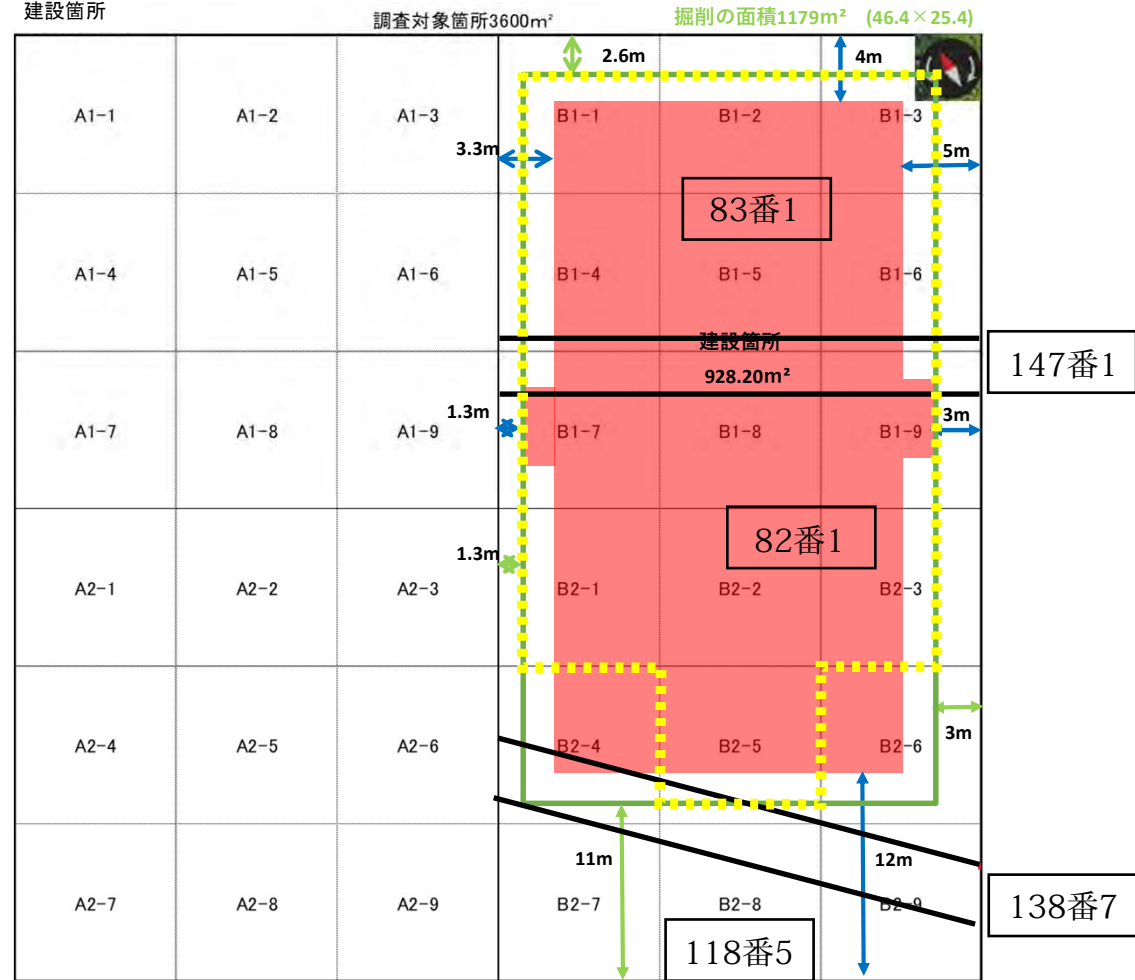 建設箇所
調査対象箇所3600m²
掘削の面積1179m² (46.4×25.4)
2.6m
4m
A1-1
A1-2
A1-3
B1-1
B1-2
B1-3
3.3m
5m
83番1
A1-4
A1-5
A1-6
B1-4
B1-5
B1-6
建設箇所
147番1
928.20m²
1.3m
3m
A1-7
A1-8
A1-9
B1-7
B1-8
B1-9
82番1
1.3m
A2-1
A2-2
A2-3
B2-1
B2-2
B2-3
3m
A2-4
A2-5
A2-6
B2-4
B2-5
B2-6
11m
12m
A2-7
A2-8
A2-9
B2-7
B2-8
B2-9
138番7
118番5